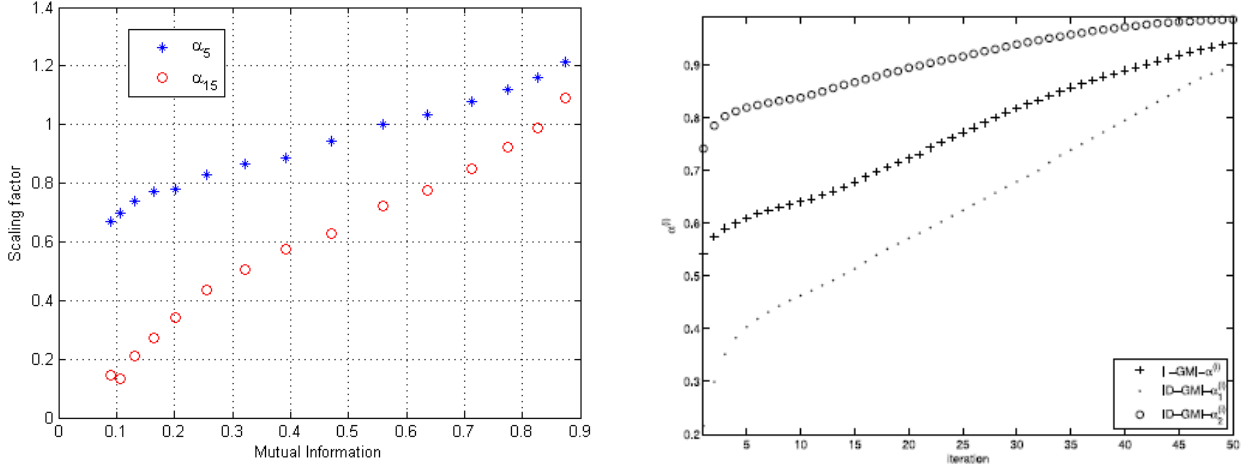 1.4
1.2
1
0.8
0.6
0.4
0.2
0
Scaling factor
α5
α15
0 0.1 0.2 0.3 0.4 0.5 0.6 0.7 0.8 0.9
Mutual Information
0.9
0.8
0.7
0.6
0.5
0.4
0.3
0.2
α(i)
I-GMI-α(i)
ID-GMI-α1(i)
ID-GMI-α2(i)
5 10 15 20 25 30 35 40 45 50
iteration